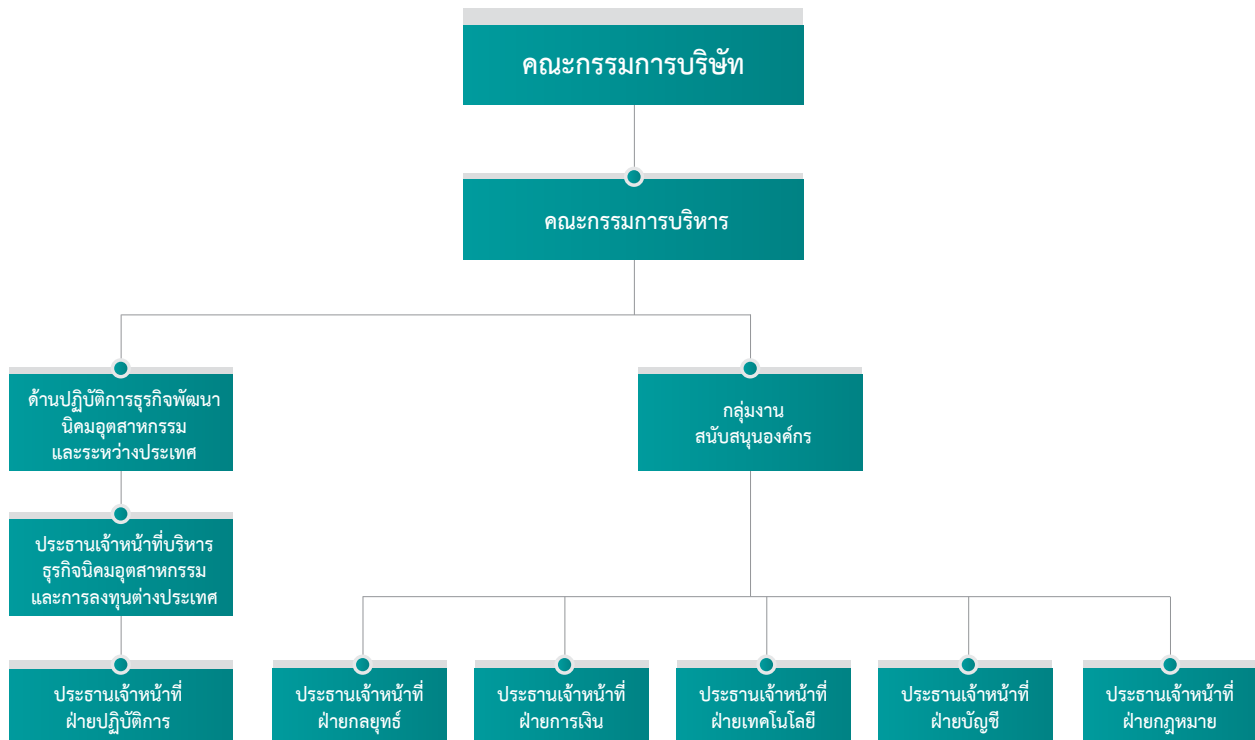 คณะกรรมการบริษัท
คณะกรรมการบริหาร
ด้านปฏิบัติการธุรกิจพัฒนา
นิคมอุตสาหกรรม
และระหว่างประเทศ
กลุ่มงาน
สนับสนุนองค์กร
ประธานเจ้าหน้าที่บริหาร
ธุรกิจนิคมอุตสาหกรรม
และการลงทุนต่างประเทศ
ประธานเจ้าหน้าที่
ฝ่ายปฏิบัติการ
ประธานเจ้าหน้าที่
ฝ่ายกลยุทธ์
ประธานเจ้าหน้าที่
ฝ่ายการเงิน
ประธานเจ้าหน้าที่
ฝ่ายเทคโนโลยี
ประธานเจ้าหน้าที่
ฝ่ายบัญชี
ประธานเจ้าหน้าที่
ฝ่ายกฎหมาย